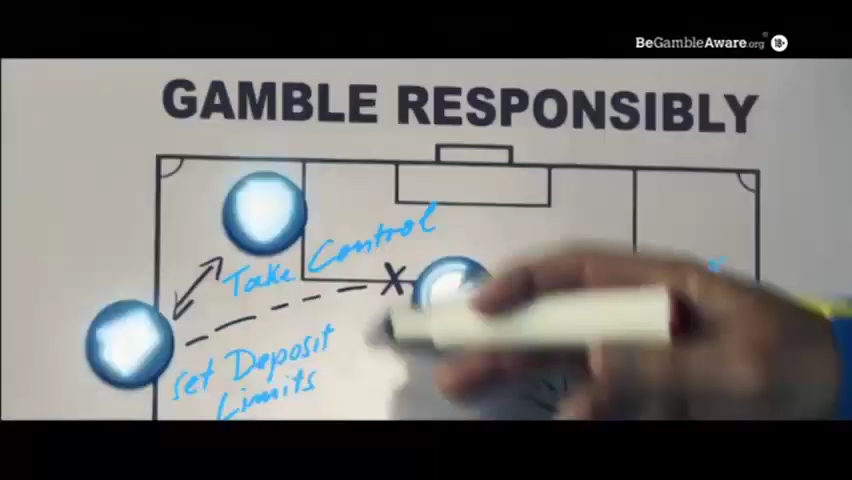 BeGambleAware.org® 18+
GAMBLE RESPONSIBLY
Take Control
X
Set Deposit
Limits